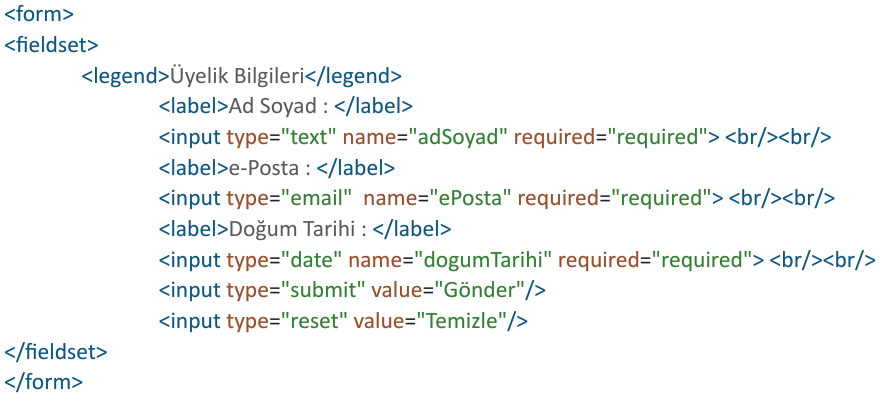 <form>
<fieldset>
<legend>Üyelik Bilgileri</legend>
<label>Ad Soyad : </label>
<input type="text" name="adSoyad" required="required"> <br/><br/>
<label>e-Posta : </label>
<input type="email"  name="ePosta" required="required"> <br/><br/>
<label>Doğum Tarihi : </label>
<input type="date" name="dogumTarihi" required="required"> <br/><br/>
<input type="submit" value="Gönder"/>
<input type="reset" value="Temizle"/>
</fieldset>
</form>